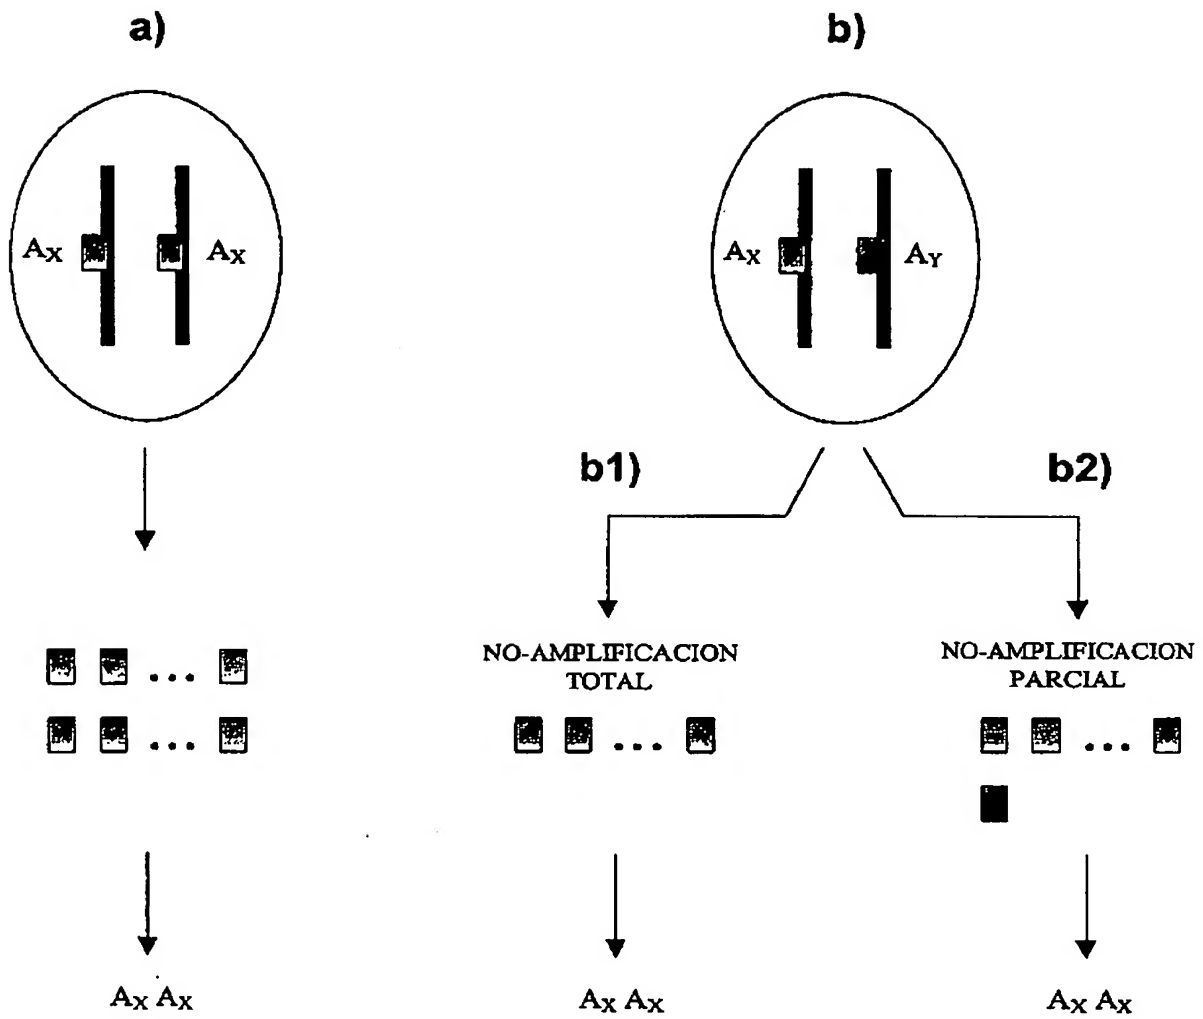 a)
b)
AX
AX
AX
AY
b1)
b2)
NO-AMPLIFICACION
TOTAL
NO-AMPLIFICACION
PARCIAL
...
...
...
...
AX AX
AX AX
AX AX